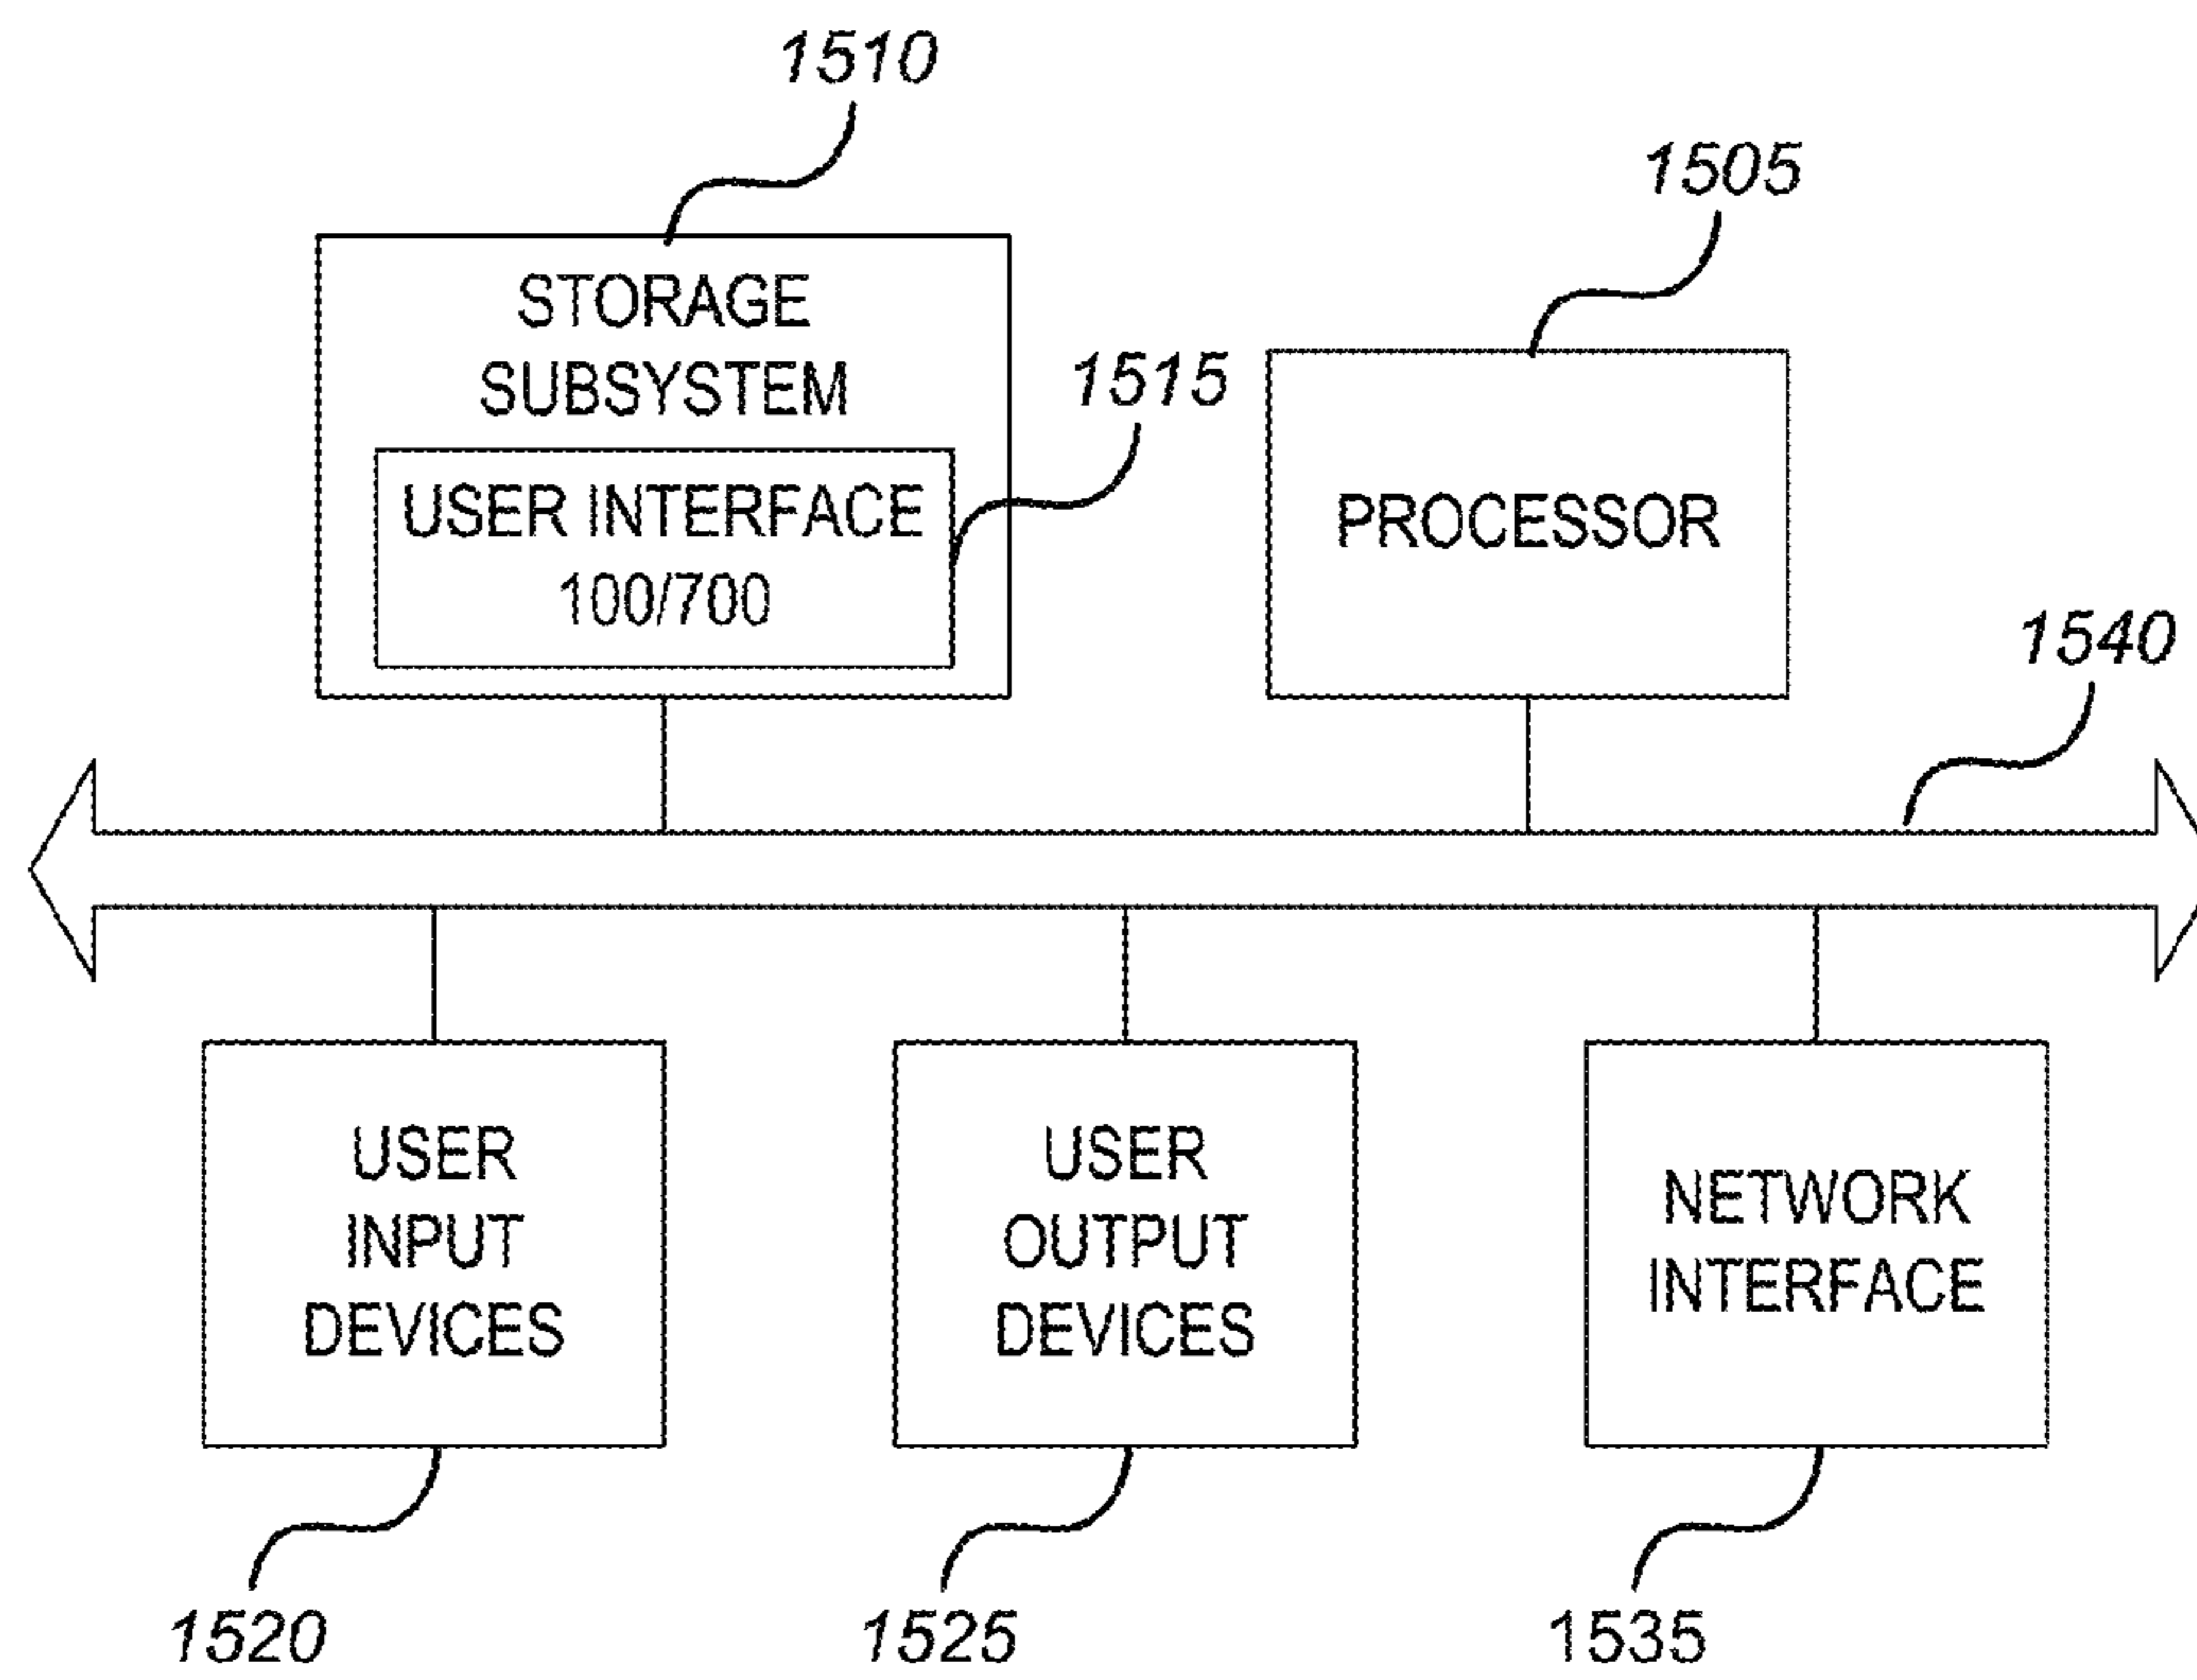 1510
1505
STORAGE
SUBSYSTEM
1515
USER INTERFACE
100/700
PROCESSOR
1540
USER
INPUT
DEVICES
USER
OUTPUT
DEVICES
NETWORK
INTERFACE
1520
1525
1535